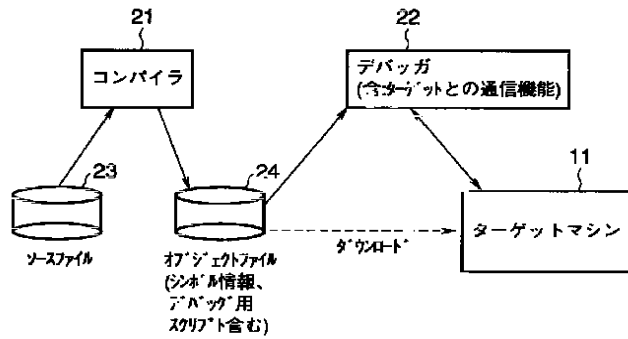 21
コンパイラ
22
デバッガ
(含ターゲットとの通信機能)
23
ソースファイル
24
オブジェクトファイル
(シンボル情報、
デバッグ用
スクリプト含む)
ダウンロード
11
ターゲットマシン